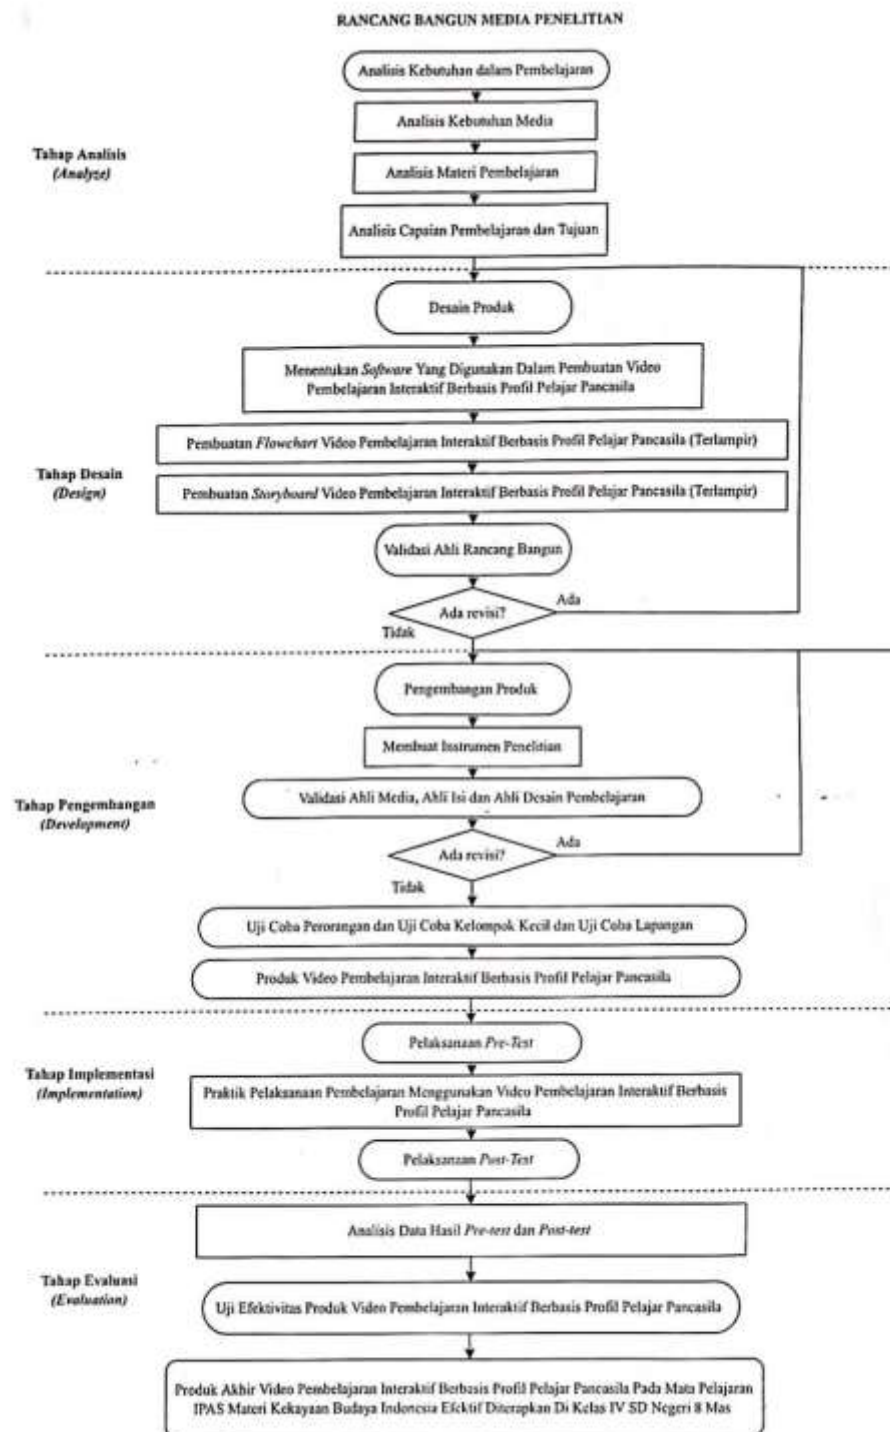 RANCANG BANGUN MEDIA PENELITIAN
Analisis Kebutuhan dalam Pembelajaran
Analisis Kebutuhan Media
Tahap Analisis
(Analyze)
Analisis Materi Pembelajaran
Analisis Capaian Pembelajaran dan Tujuan
Desain Produk
Menentukan Software Yang Digunakan Dalam Pembuatan Video
Pembelajaran Interaktif Berbasis Profil Pelajar Pancasila
Pembuatan Flowchart Video Pembelajaran Interaktif Berbasis Profil Pelajar Pancasila (Terlampir)
Tahap Desain
(Design)
Pembuatan Storyboard Video Pembelajaran Interaktif Berbasis Profil Pelajar Pancasila (Terlampir)
Validasi Ahli Rancang Bangun
Ada revisi?
Ada
Tidak
Pengembangan Produk
Membuat Instrumen Penelitian
Tahap Pengembangan
(Development)
Validasi Ahli Media, Ahli Isi dan Ahli Desain Pembelajaran
Ada revisi?
Ada
Tidak
Uji Coba Perorangan dan Uji Coba Kelompok Kecil dan Uji Coba Lapangan
Produk Video Pembelajaran Interaktif Berbasis Profil Pelajar Pancasila
Pelaksanaan Pre-Test
Tahap Implementasi
(Implementation)
Praktik Pelaksanaan Pembelajaran Menggunakan Video Pembelajaran Interaktif Berbasis
Profil Pelajar Pancasila
Pelaksanaan Post-Test
Analisis Data Hasil Pre-test dan Post-test
Tahap Evaluasi
(Evaluation)
Uji Efektivitas Produk Video Pembelajaran Interaktif Berbasis Profil Pelajar Pancasila
Produk Akhir Video Pembelajaran Interaktif Berbasis Profil Pelajar Pancasila Pada Mata Pelajaran
IPAS Materi Kekayaan Budaya Indonesia Efektif Diterapkan Di Kelas IV SD Negeri 8 Mas